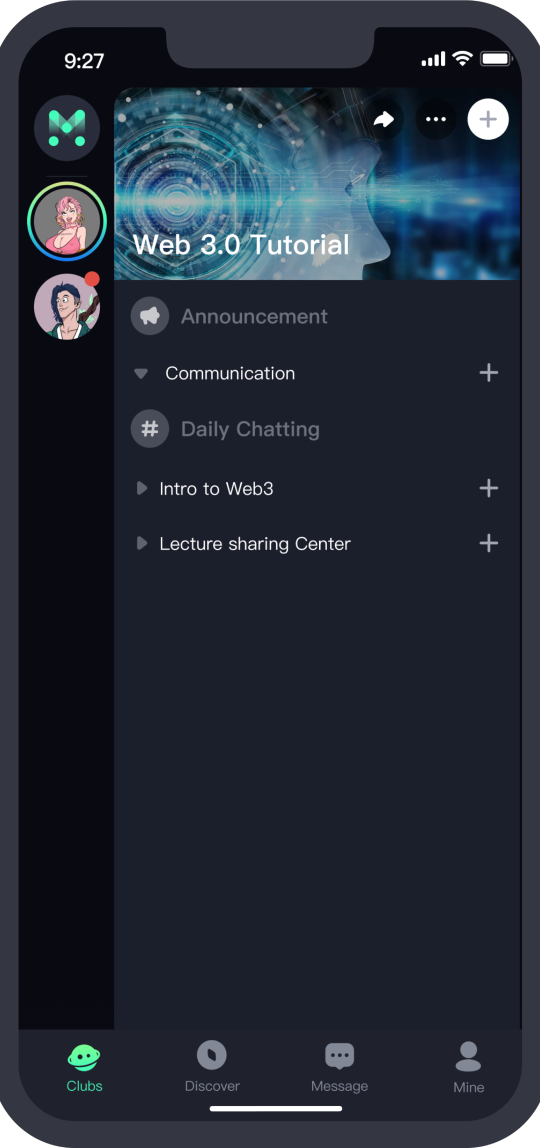 9:27
Web 3.0 Tutorial
Announcement
Communication
Daily Chatting
Intro to Web3
Lecture sharing Center
Clubs
Discover
Message
Mine